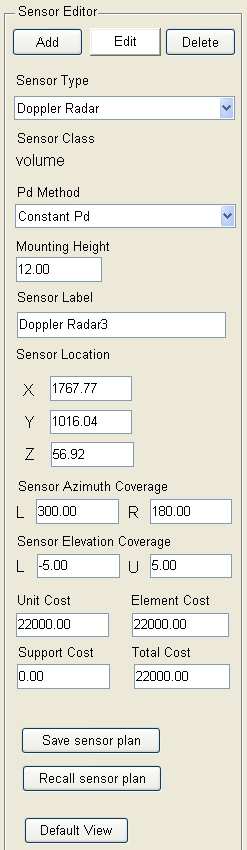 Sensor Editor
Add Edit Delete
Sensor Type
Doppler Radar
Sensor Class
volume
Pd Method
Constant Pd
Mounting Height
12.00
Sensor Label
Doppler Radar3
Sensor Location
X 1767.77
Y 1016.04
Z 56.92
Sensor Azimuth Coverage
L 300.00 R 180.00
Sensor Elevation Coverage
L -5.00 U 5.00
Unit Cost Element Cost
22000.00 22000.00
Support Cost Total Cost
0.00 22000.00
Save sensor plan
Recall sensor plan
Default View